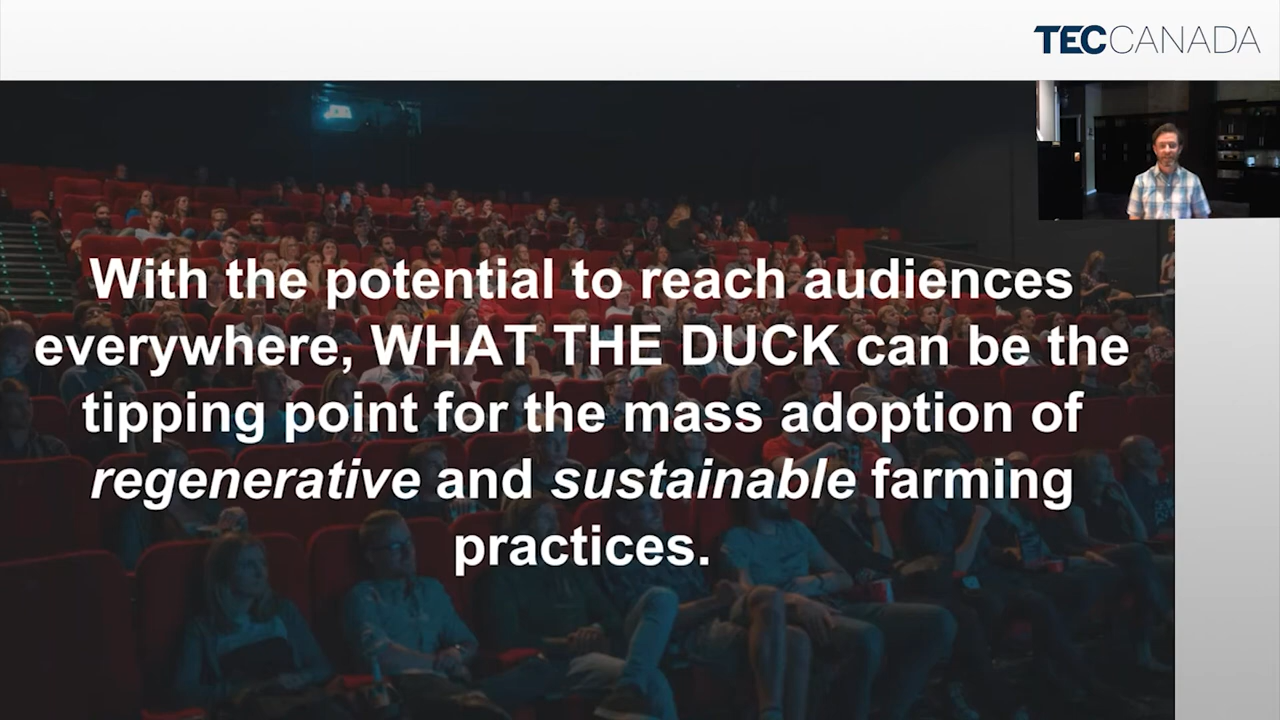 TECCANADA
With the potential to reach audiences
everywhere, WHAT THE DUCK can be the
tipping point for the mass adoption of
regenerative and sustainable farming
practices.